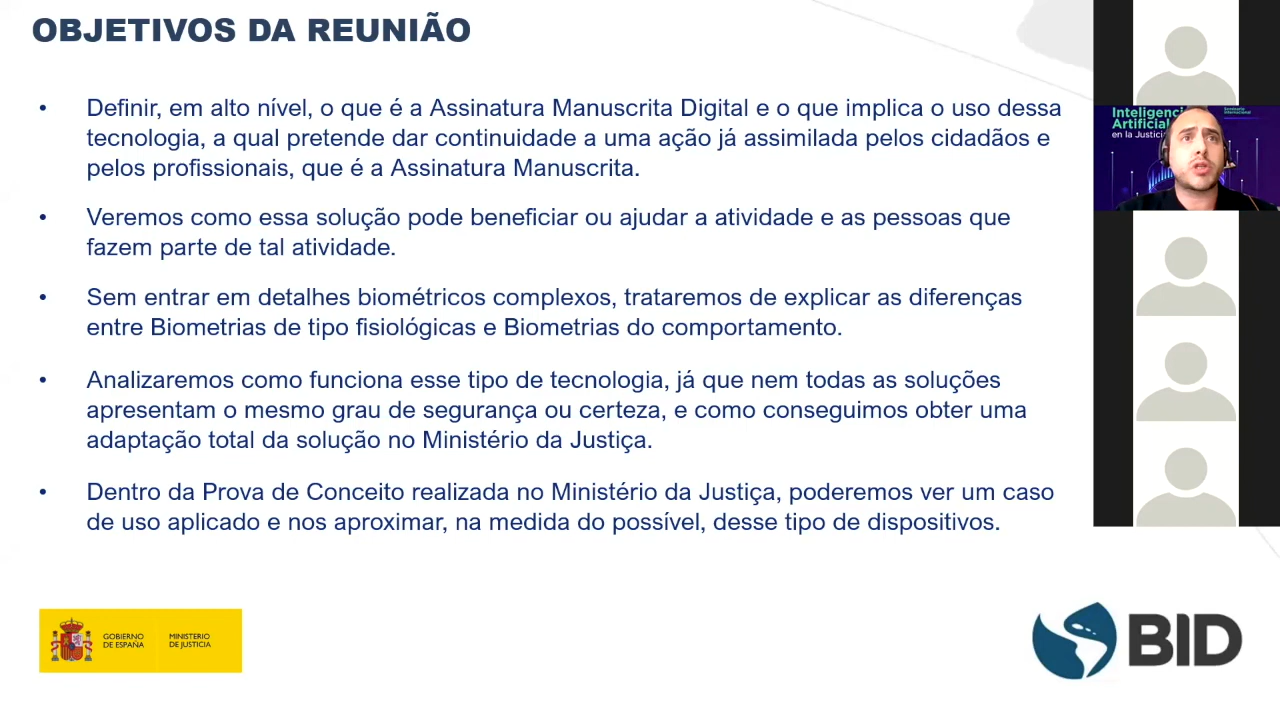 OBJETIVOS DA REUNIÃO
• Definir, em alto nível, o que é a Assinatura Manuscrita Digital e o que implica o uso dessa
tecnologia, a qual pretende dar continuidade a uma ação já assimilada pelos cidadãos e
pelos profissionais, que é a Assinatura Manuscrita.
• Veremos como essa solução pode beneficiar ou ajudar a atividade e as pessoas que
fazem parte de tal atividade.
• Sem entrar em detalhes biométricos complexos, trataremos de explicar as diferenças
entre Biometrias de tipo fisiológicas e Biometrias do comportamento.
• Analizaremos como funciona esse tipo de tecnologia, já que nem todas as soluções
apresentam o mesmo grau de segurança ou certeza, e como conseguimos obter uma
adaptação total da solução no Ministério da Justiça.
• Dentro da Prova de Conceito realizada no Ministério da Justiça, poderemos ver um caso
de uso aplicado e nos aproximar, na medida do possível, desse tipo de dispositivos.
Inteligenci
Artificial
en la Justici
Seminario
Internacional
GOBIERNO
DE ESPAÑA
MINISTERIO
DE JUSTICIA
BID